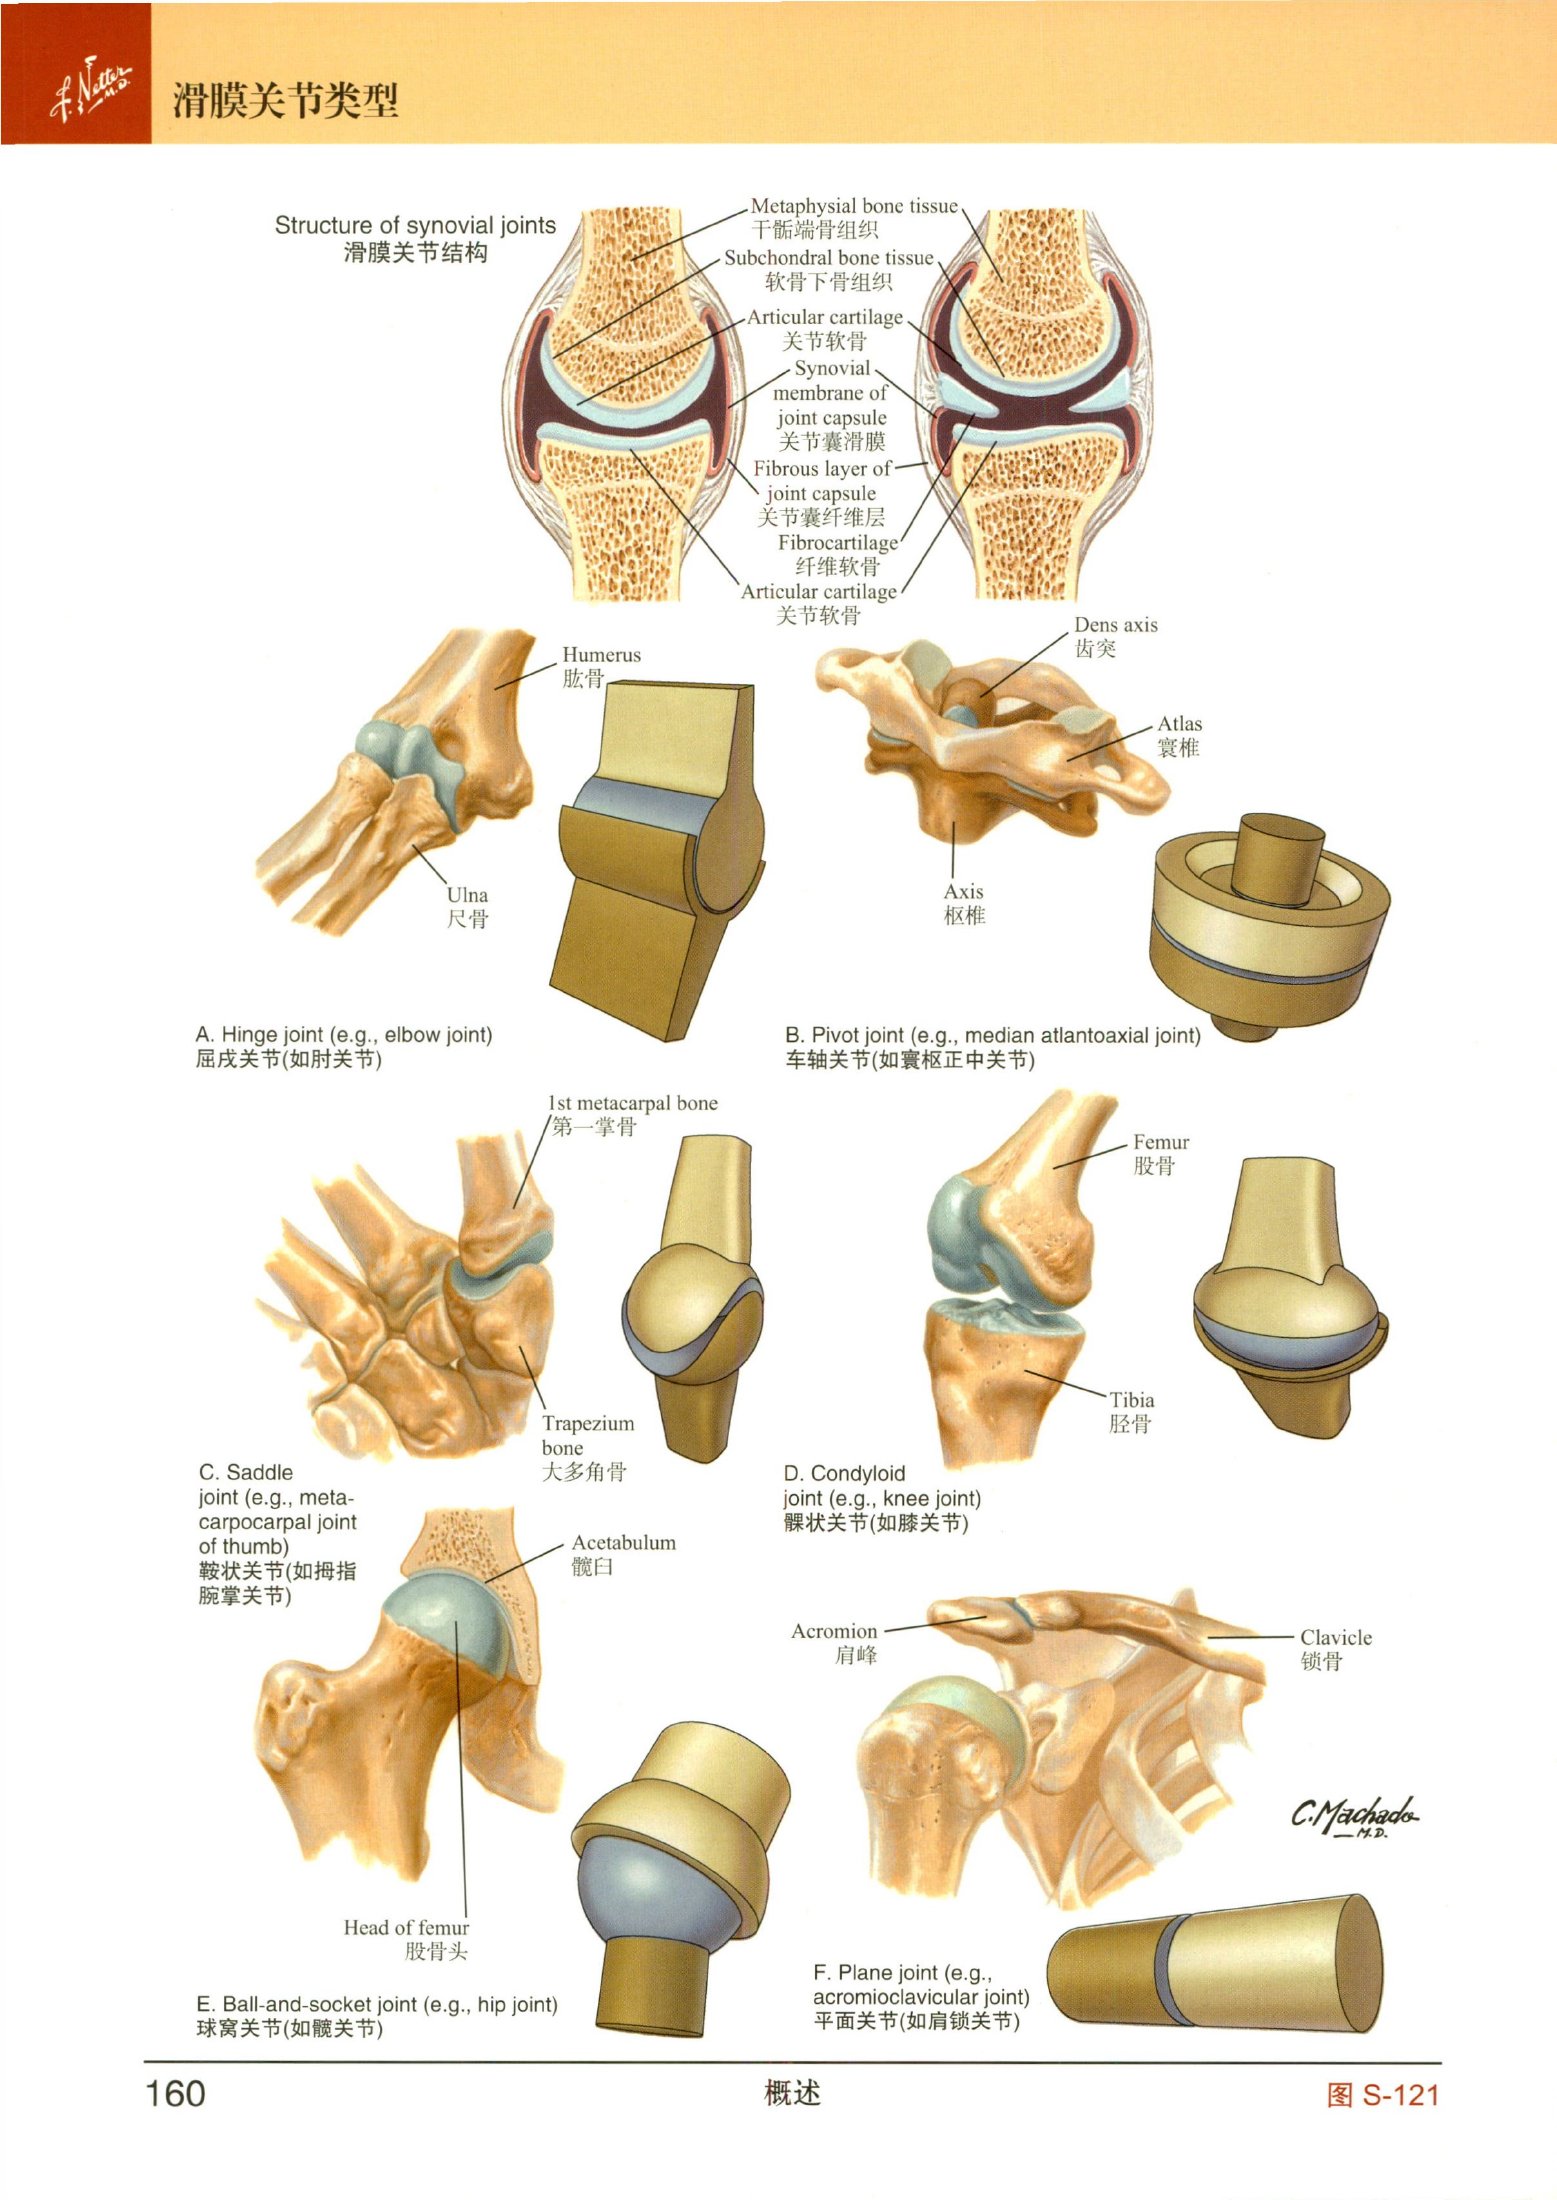 F. Netter
M.D.
滑膜关节类型
Structure of synovial joints
滑膜关节结构
Metaphysial bone tissue
干骺端骨组织
Subchondral bone tissue
软骨下骨组织
Articular cartilage
关节软骨
Synovial
membrane of
joint capsule
关节囊滑膜
Fibrous layer of
joint capsule
关节囊纤维层
Fibrocartilage
纤维软骨
Articular cartilage
关节软骨
Humerus
肱骨
Ulna
尺骨
A. Hinge joint (e.g., elbow joint)
屈戌关节(如肘关节)
Dens axis
齿突
Atlas
寰椎
Axis
枢椎
B. Pivot joint (e.g., median atlantoaxial joint)
车轴关节(如寰枢正中关节)
1st metacarpal bone
第一掌骨
Trapezium
bone
大多角骨
C. Saddle
joint (e.g., meta-
carpocarpal joint
of thumb)
鞍状关节(如拇指
腕掌关节)
Femur
股骨
Tibia
胫骨
D. Condyloid
joint (e.g., knee joint)
髁状关节(如膝关节)
Acetabulum
髋臼
Head of femur
股骨头
E. Ball-and-socket joint (e.g., hip joint)
球窝关节(如髋关节)
Acromion
肩峰
Clavicle
锁骨
C. Machado
M.D.
F. Plane joint (e.g.,
acromioclavicular joint)
平面关节(如肩锁关节)
160
概述
图 S-121